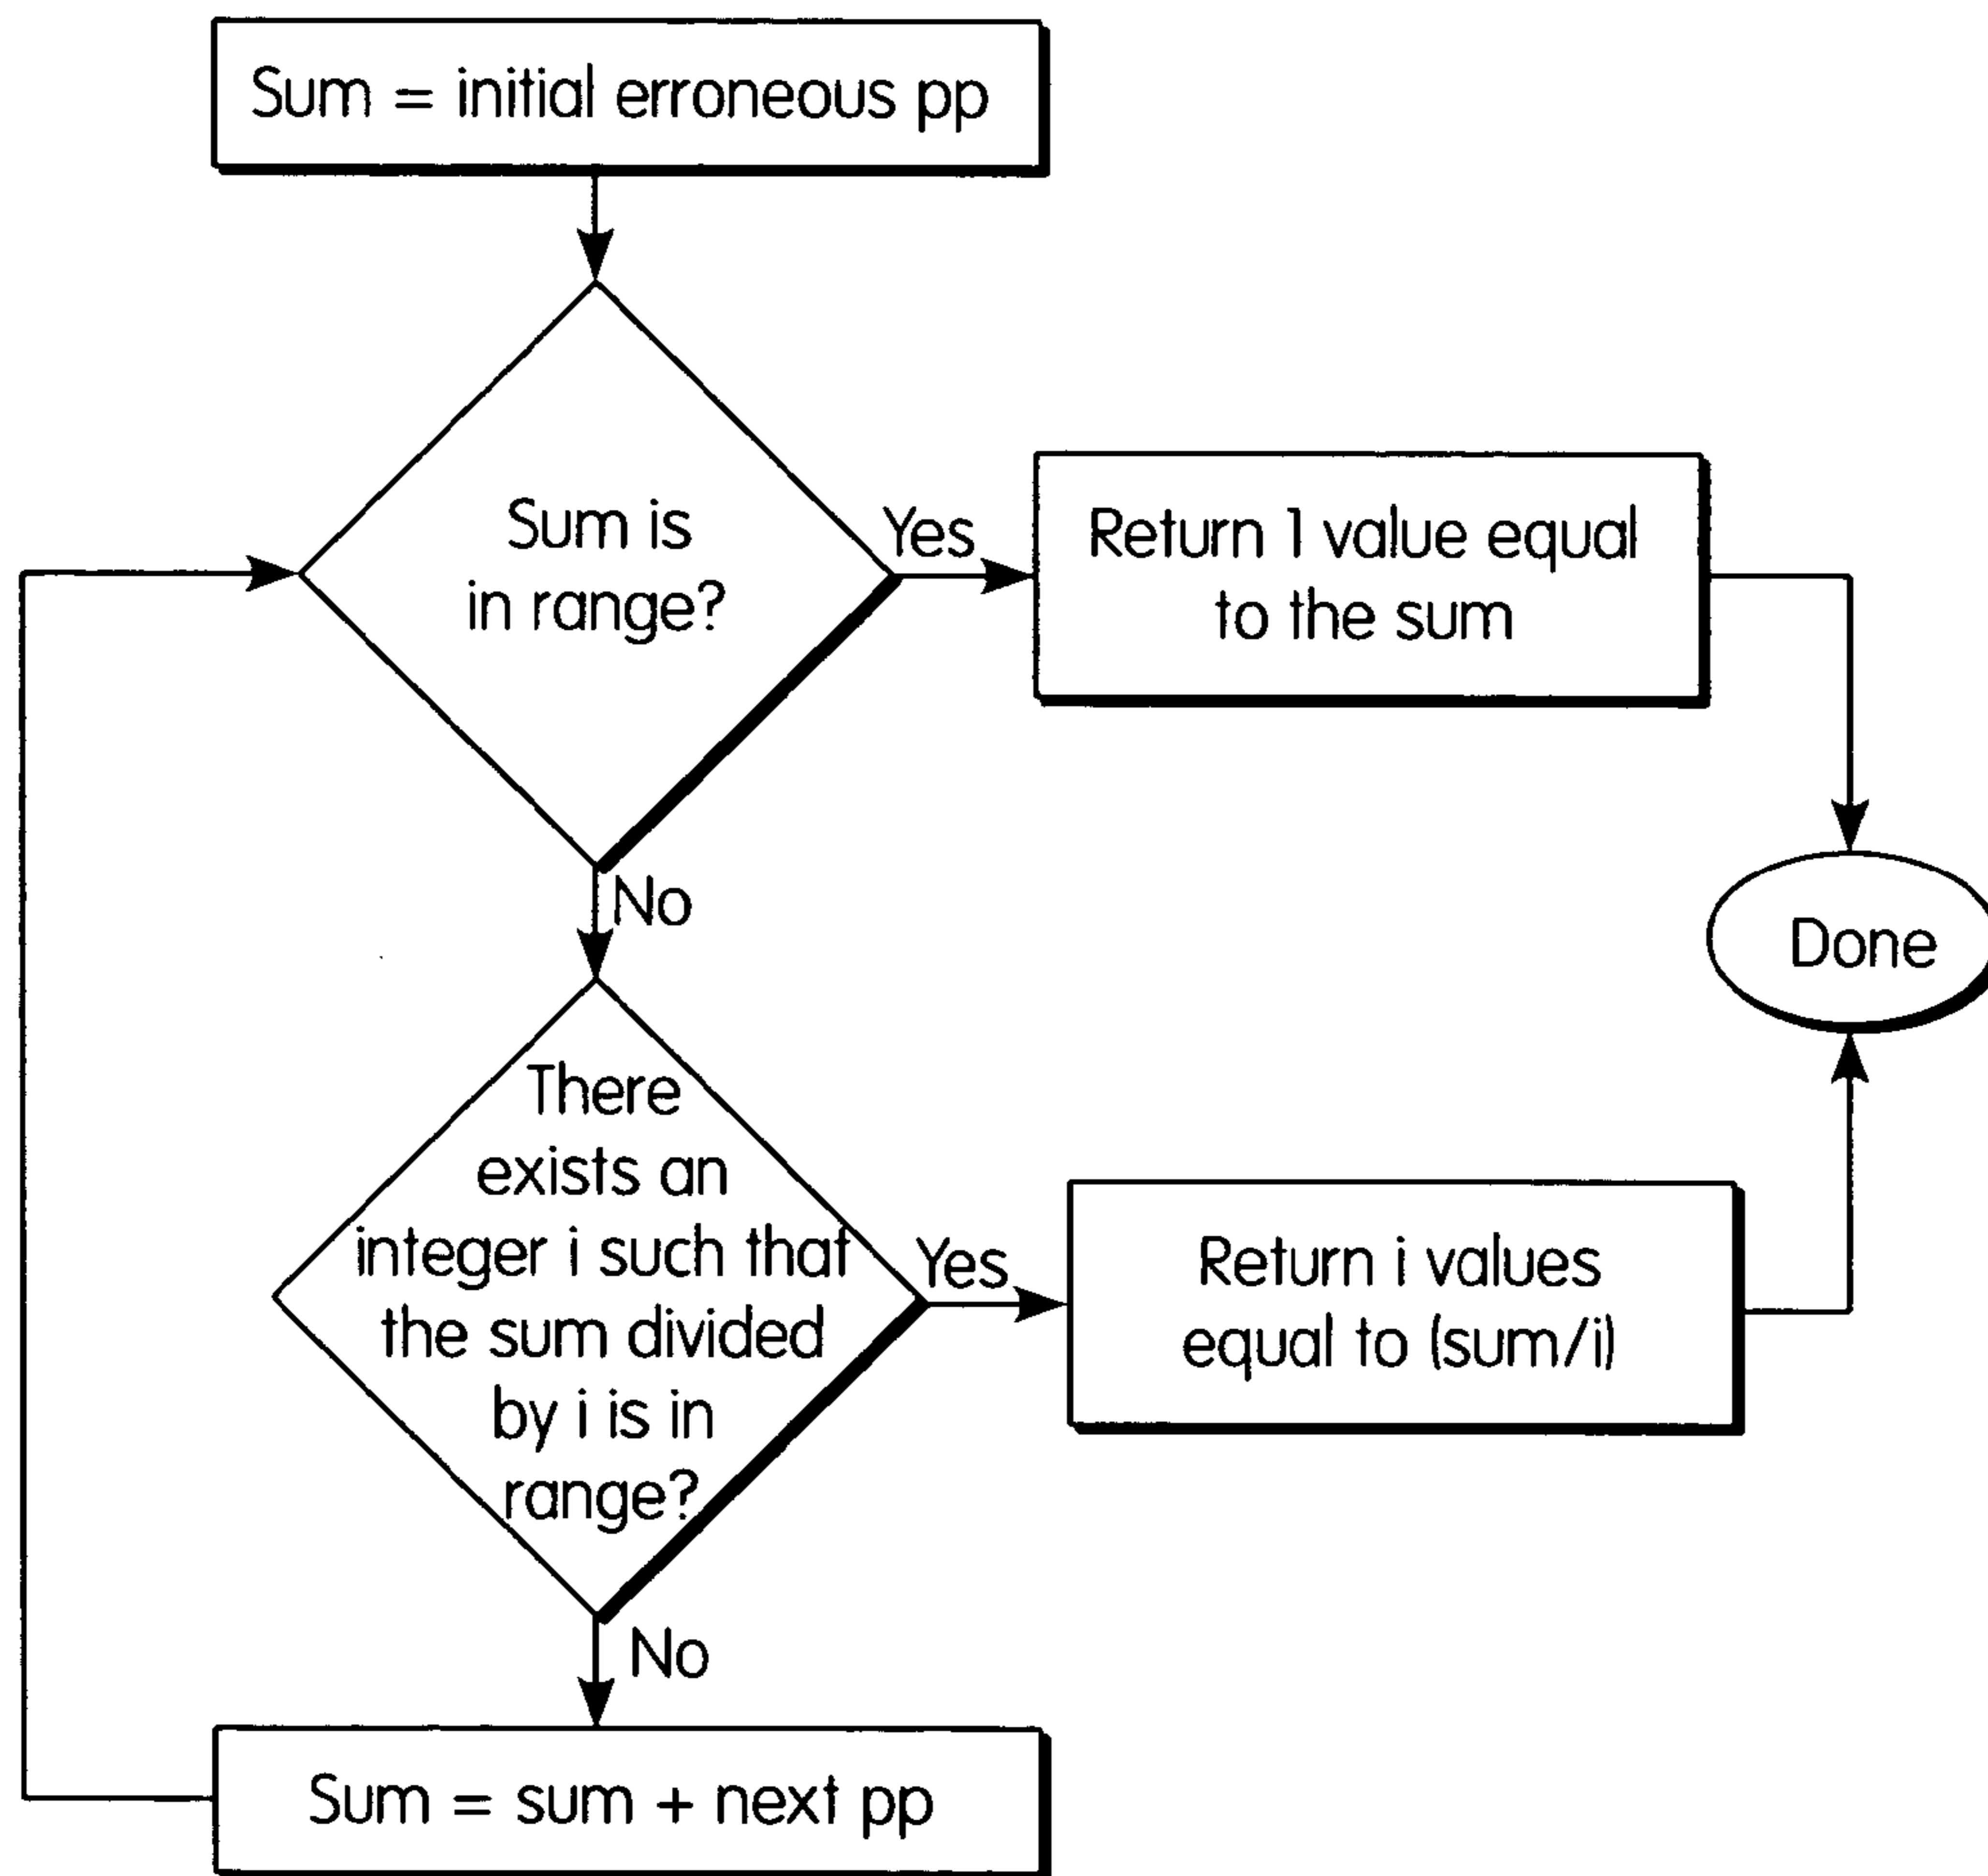 Sum = initial erroneous pp
Sum is
in range?
Yes
Return 1 value equal
to the sum
No
Done
There
exists an
integer i such that
the sum divided
by i is in
range?
Yes
Return i values
equal to (sum/i)
No
Sum = sum + next pp